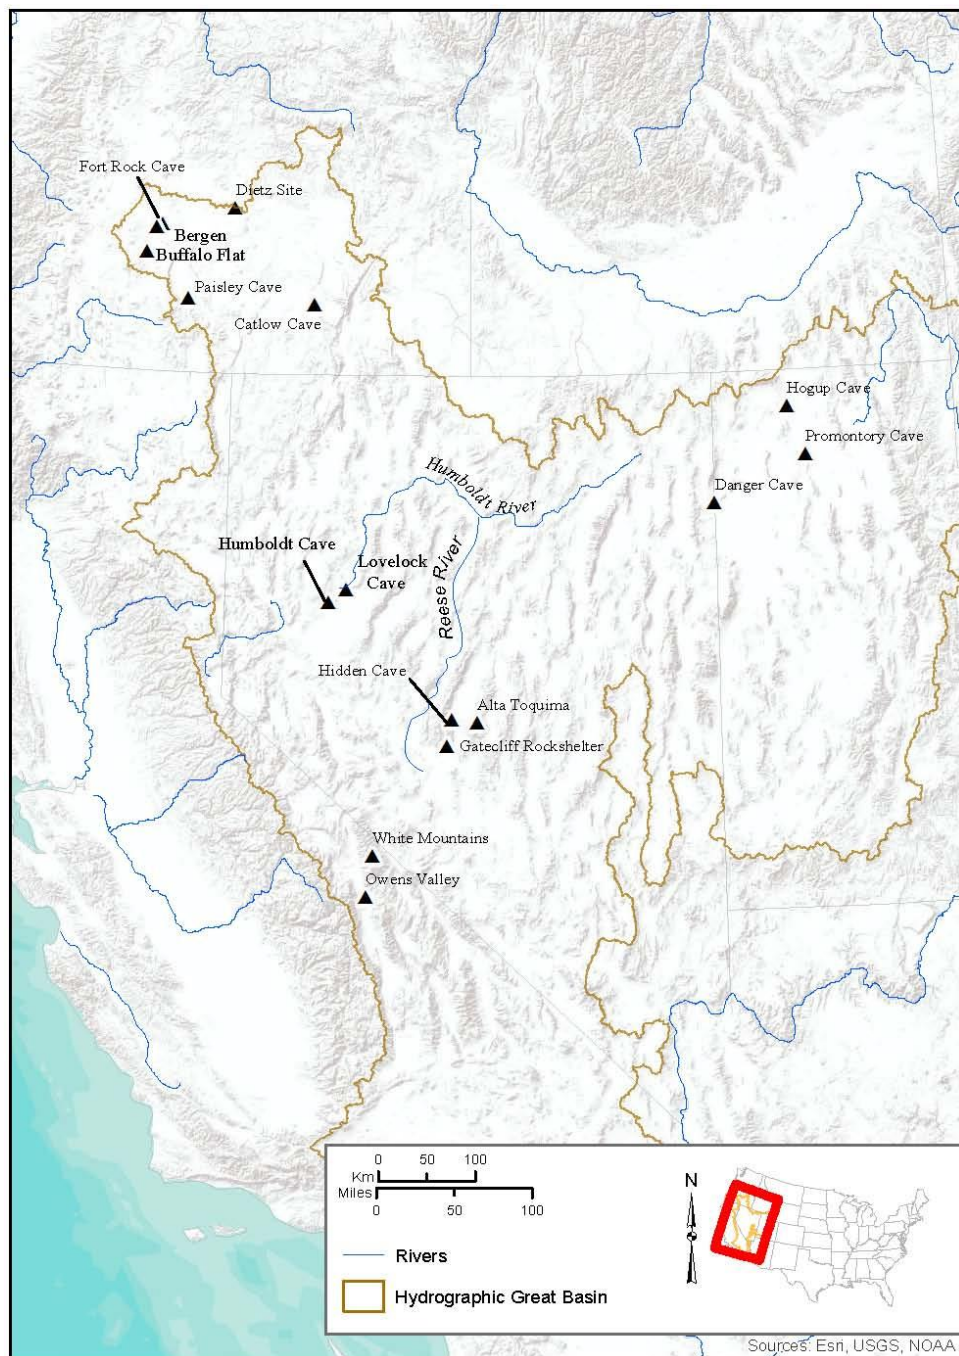 Fort Rock Cave
Dietz Site
Bergen
Buffalo Flat
Paisley Cave
Catlow Cave
Hogup Cave
Promontory Cave
Humboldt River
Danger Cave
Humboldt Cave
Lovelock
Cave
Reese River
Hidden Cave
Alta Toquima
Gatecliff Rockshelter
White Mountains
Owens Valley
0 50 100
Km
Miles
0 50 100
N
Rivers
Hydrographic Great Basin
Sources: Esri, USGS, NOAA